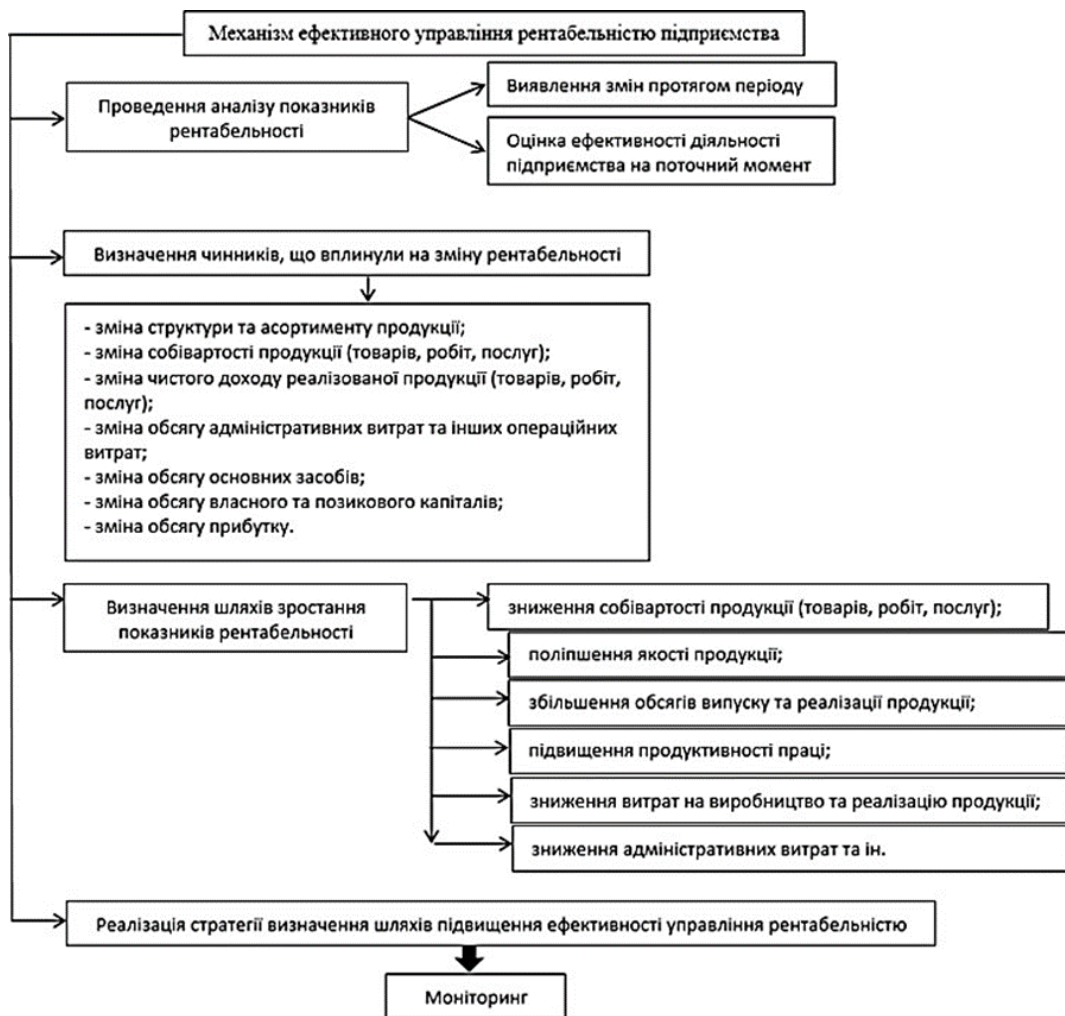 Механізм ефективного управління рентабельністю підприємства
Проведення аналізу показників
рентабельності
Виявлення змін протягом періоду
Оцінка ефективності діяльності
підприємства на поточний момент
Визначення чинників, що вплинули на зміну рентабельності
- зміна структури та асортименту продукції;
- зміна собівартості продукції (товарів, робіт, послуг);
- зміна чистого доходу реалізованої продукції (товарів, робіт,
послуг);
- зміна обсягу адміністративних витрат та інших операційних
витрат;
- зміна обсягу основних засобів;
- зміна обсягу власного та позикового капіталів;
- зміна обсягу прибутку.
Визначення шляхів зростання
показників рентабельності
зниження собівартості продукції (товарів, робіт, послуг);
поліпшення якості продукції;
збільшення обсягів випуску та реалізації продукції;
підвищення продуктивності праці;
зниження витрат на виробництво та реалізацію продукції;
зниження адміністративних витрат та ін.
Реалізація стратегії визначення шляхів підвищення ефективності управління рентабельністю
Моніторинг